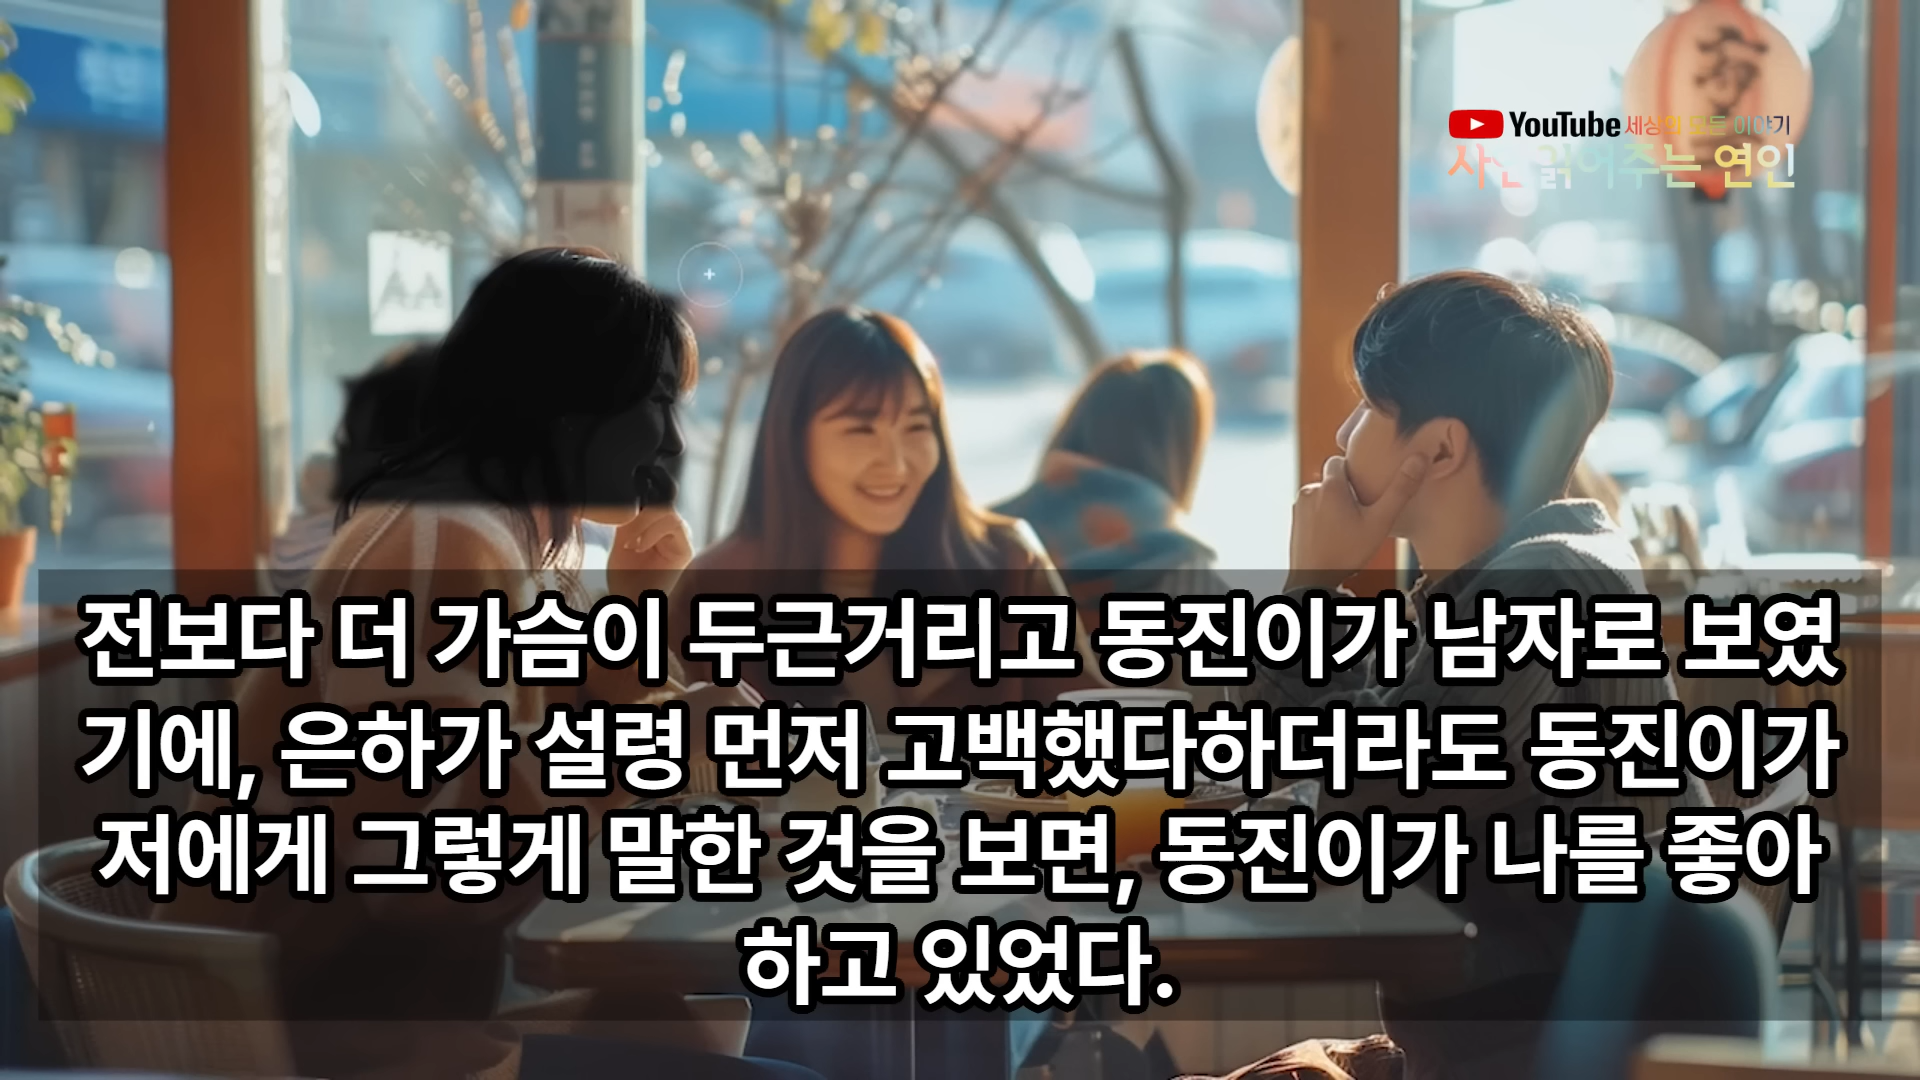 YouTube 세상의 모든 이야기
사연 읽어주는 연인
전보다 더 가슴이 두근거리고 동진이가 남자로 보였
기에, 은하가 설령 먼저 고백했다하더라도 동진이가
저에게 그렇게 말한 것을 보면, 동진이가 나를 좋아
하고 있었다.